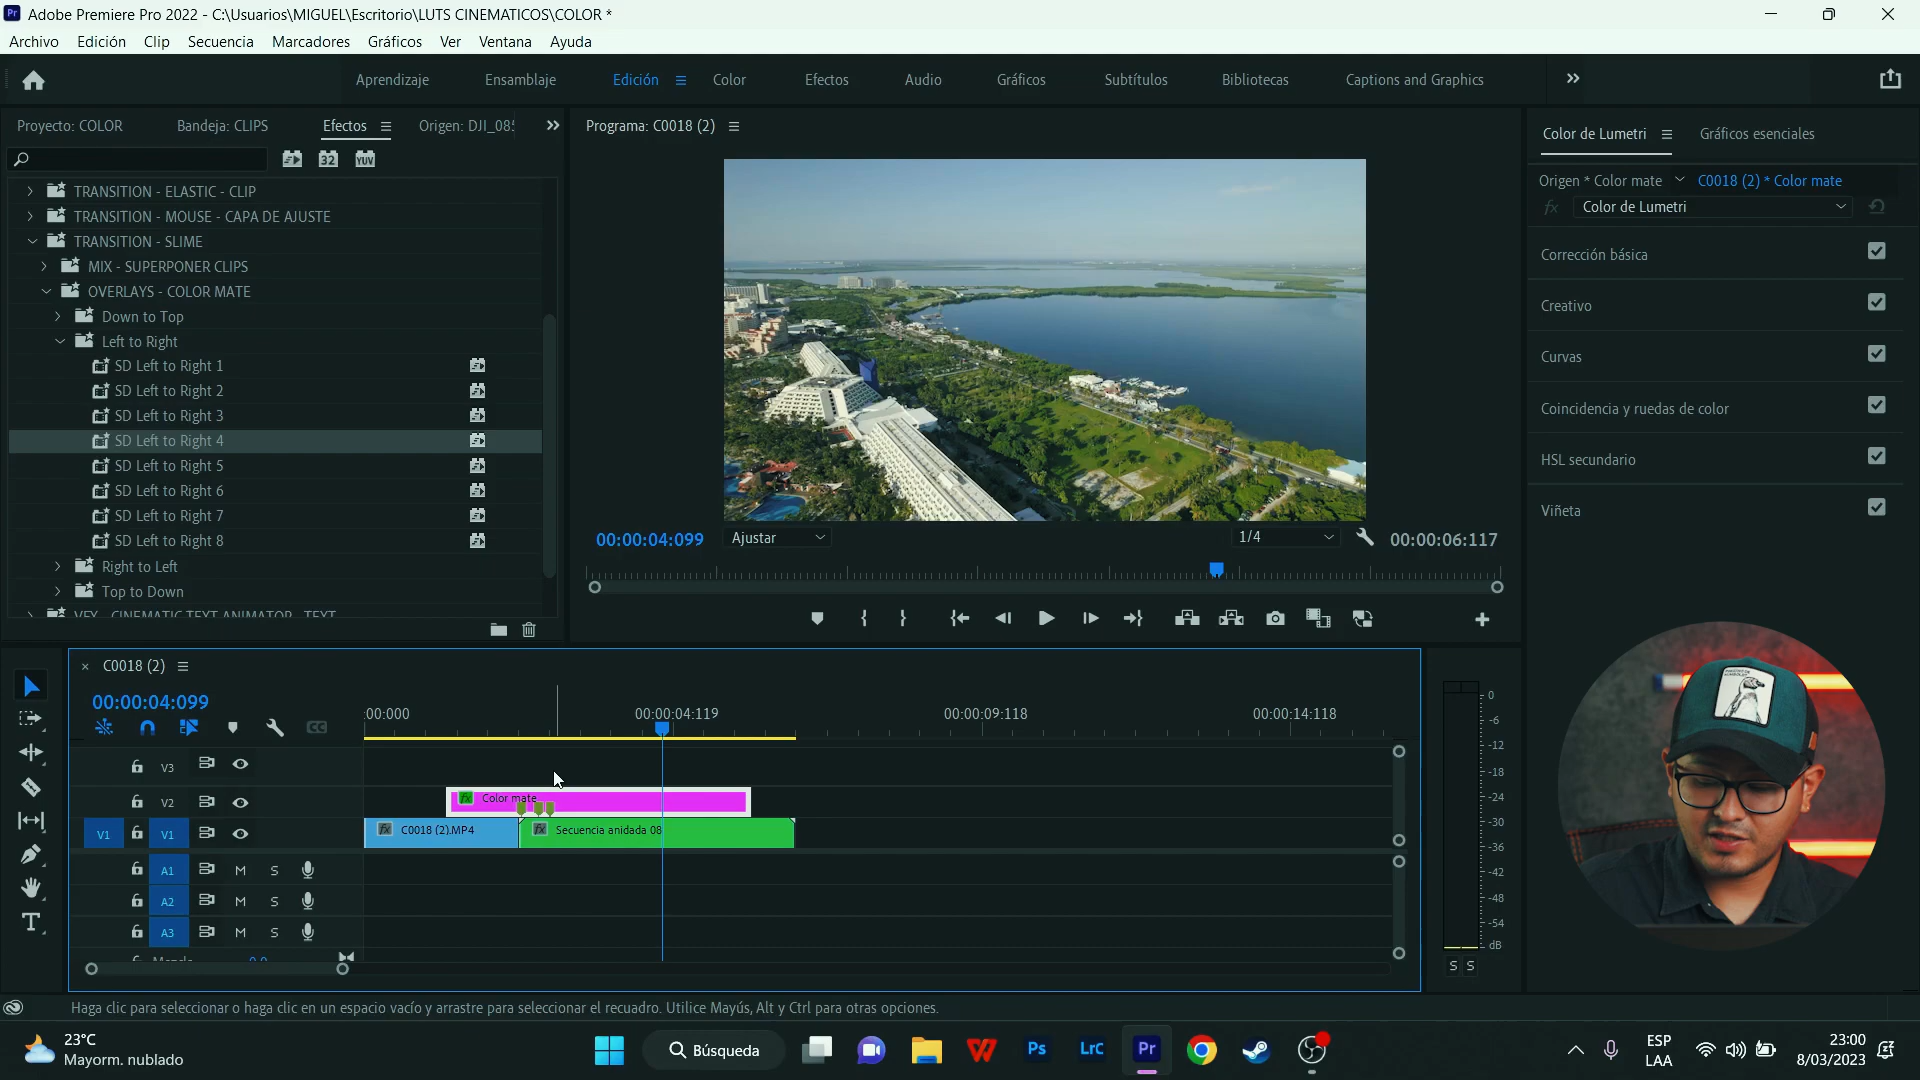 Adobe Premiere Pro 2022 - C:\Usuarios\MIGUEL\Escritorio\LUTS CINEMATICOS\COLOR *
Archivo Edición Clip Secuencia Marcadores Gráficos Ver Ventana Ayuda
Aprendizaje Ensamblaje Edición Color Efectos Audio Gráficos Subtítulos Bibliotecas Captions and Graphics
Proyecto: COLOR Bandeja: CLIPS Efectos Origen: DJI_085
Programa: C0018 (2)
Color de Lumetri Gráficos esenciales
32 YUV
Origen * Color mate C0018 (2) * Color mate
fx Color de Lumetri
TRANSITION - ELASTIC - CLIP
TRANSITION - MOUSE - CAPA DE AJUSTE
TRANSITION - SLIME
MIX - SUPERPONER CLIPS
OVERLAYS - COLOR MATE
Down to Top
Left to Right
SD Left to Right 1
SD Left to Right 2
SD Left to Right 3
SD Left to Right 4
SD Left to Right 5
SD Left to Right 6
SD Left to Right 7
SD Left to Right 8
Right to Left
Top to Down
VFX - CINEMATIC TEXT ANIMATOR - TEXT
Corrección básica
Creativo
Curvas
Coincidencia y ruedas de color
HSL secundario
Viñeta
00:00:04:099 Ajustar 1/4 00:00:06:117
C0018 (2)
00:00:04:099
:00:000 00:00:04:119 00:00:09:118 00:00:14:118
V3
V2 fx Color mate
V1 V1 fx C0018 (2).MP4 fx Secuencia anidada 08
A1 M S
A2 M S
A3 M S
Mezcla 0,0
0
-6
-12
-18
-24
-30
-36
-42
-48
-54
dB
S S
Haga clic para seleccionar o haga clic en un espacio vacío y arrastre para seleccionar el recuadro. Utilice Mayús, Alt y Ctrl para otras opciones.
23°C
Mayorm. nublado
Búsqueda
Ps LrC Pr
ESP
LAA
23:00
8/03/2023